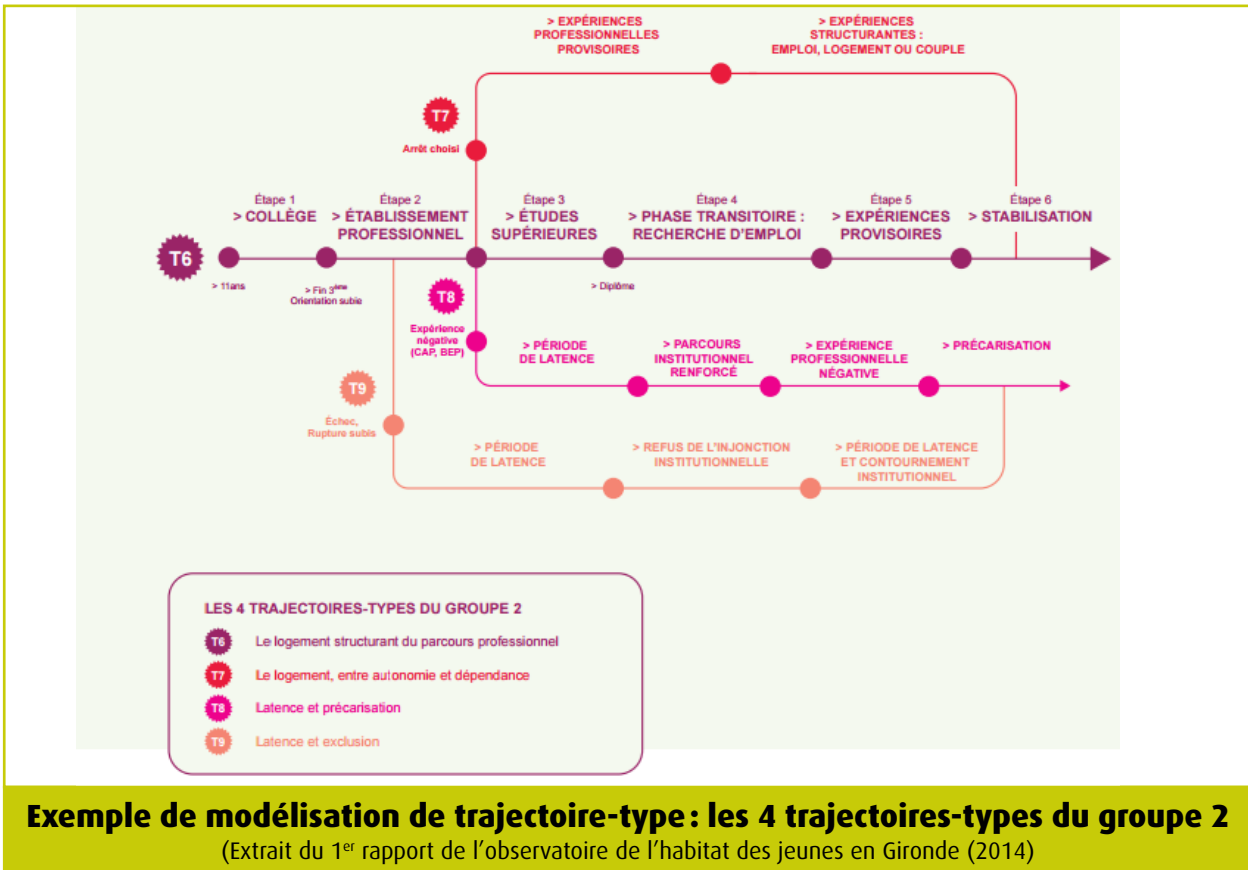 > EXPÉRIENCES
PROFESSIONNELLES
PROVISOIRES
> EXPÉRIENCES
STRUCTURANTES :
EMPLOI, LOGEMENT OU COUPLE
T7
Arrêt choisi
Étape 1
> COLLÈGE
Étape 2
> ÉTABLISSEMENT
PROFESSIONNEL
Étape 3
> ÉTUDES
SUPÉRIEURES
Étape 4
> PHASE TRANSITOIRE :
RECHERCHE D'EMPLOI
Étape 5
> EXPÉRIENCES
PROVISOIRES
Étape 6
> STABILISATION
T6
> 11ans
> Fin 3ème
Orientation subie
> Diplôme
T8
Expérience
négative
(CAP, BEP)
> PÉRIODE
DE LATENCE
> PARCOURS
INSTITUTIONNEL
RENFORCÉ
> EXPÉRIENCE
PROFESSIONNELLE
NÉGATIVE
> PRÉCARISATION
T9
Échec,
Rupture subis
> PÉRIODE
DE LATENCE
> REFUS DE L'INJONCTION
INSTITUTIONNELLE
> PÉRIODE DE LATENCE
ET CONTOURNEMENT
INSTITUTIONNEL
LES 4 TRAJECTOIRES-TYPES DU GROUPE 2
T6 Le logement structurant du parcours professionnel
T7 Le logement, entre autonomie et dépendance
T8 Latence et précarisation
T9 Latence et exclusion
Exemple de modélisation de trajectoire-type : les 4 trajectoires-types du groupe 2
(Extrait du 1er rapport de l'observatoire de l'habitat des jeunes en Gironde (2014)